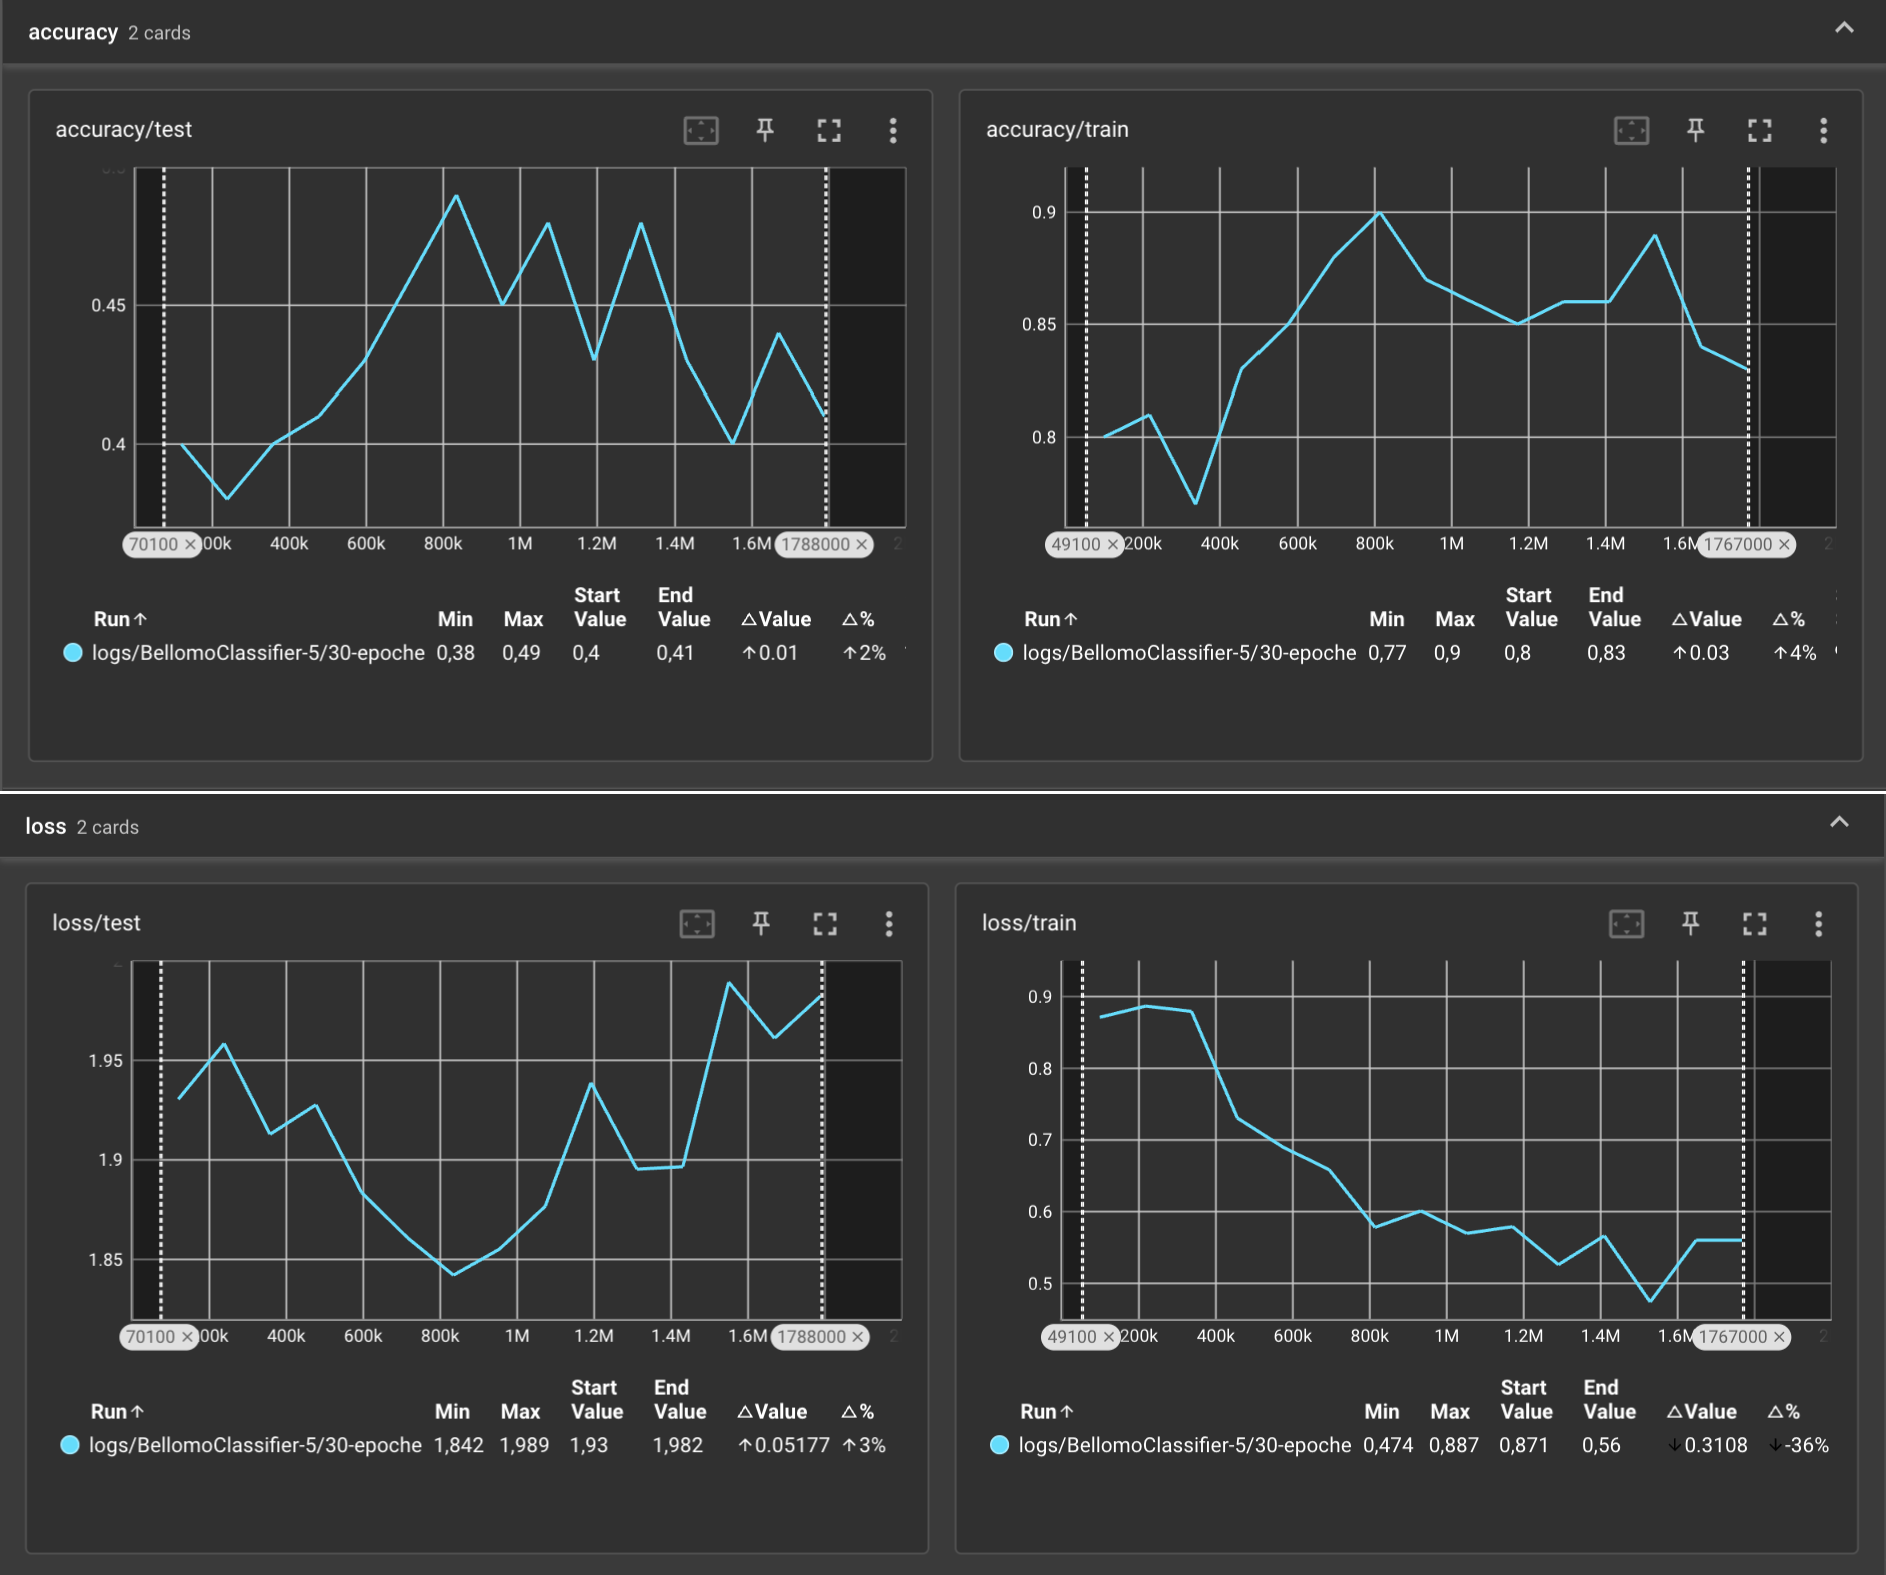 accuracy 2 cards
accuracy/test
0.45
0.4
70100 × 00k 400k 600k 800k 1M 1.2M 1.4M 1.6M 1788000 × 2
Run↑ Min Max Start Value End Value △Value △%
logs/BellomoClassifier-5/30-epoche 0,38 0,49 0,4 0,41 ↑0.01 ↑2%
accuracy/train
0.9
0.85
0.8
49100 × 200k 400k 600k 800k 1M 1.2M 1.4M 1.6M 1767000 × 2
Run↑ Min Max Start Value End Value △Value △%
logs/BellomoClassifier-5/30-epoche 0,77 0,9 0,8 0,83 ↑0.03 ↑4%
loss 2 cards
loss/test
2
1.95
1.9
1.85
70100 × 00k 400k 600k 800k 1M 1.2M 1.4M 1.6M 1788000 × 2
Run↑ Min Max Start Value End Value △Value △%
logs/BellomoClassifier-5/30-epoche 1,842 1,989 1,93 1,982 ↑0.05177 ↑3%
loss/train
0.9
0.8
0.7
0.6
0.5
49100 × 200k 400k 600k 800k 1M 1.2M 1.4M 1.6M 1767000 × 2
Run↑ Min Max Start Value End Value △Value △%
logs/BellomoClassifier-5/30-epoche 0,474 0,887 0,871 0,56 ↓0.3108 ↓-36%